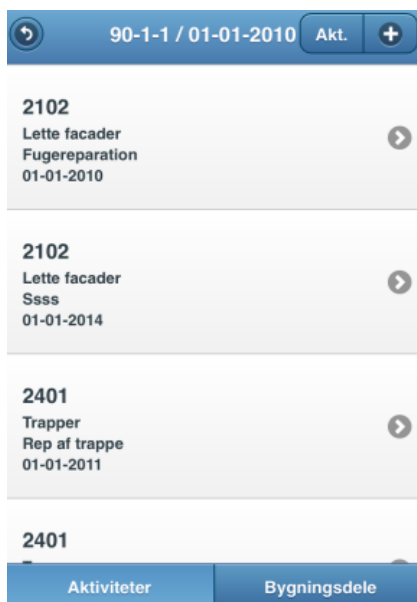 90-1-1 / 01-01-2010 Akt.
2102
Lette facader
Fugereparation
01-01-2010
2102
Lette facader
Ssss
01-01-2014
2401
Trapper
Rep af trappe
01-01-2011
2401
Aktiviteter Bygningsdele